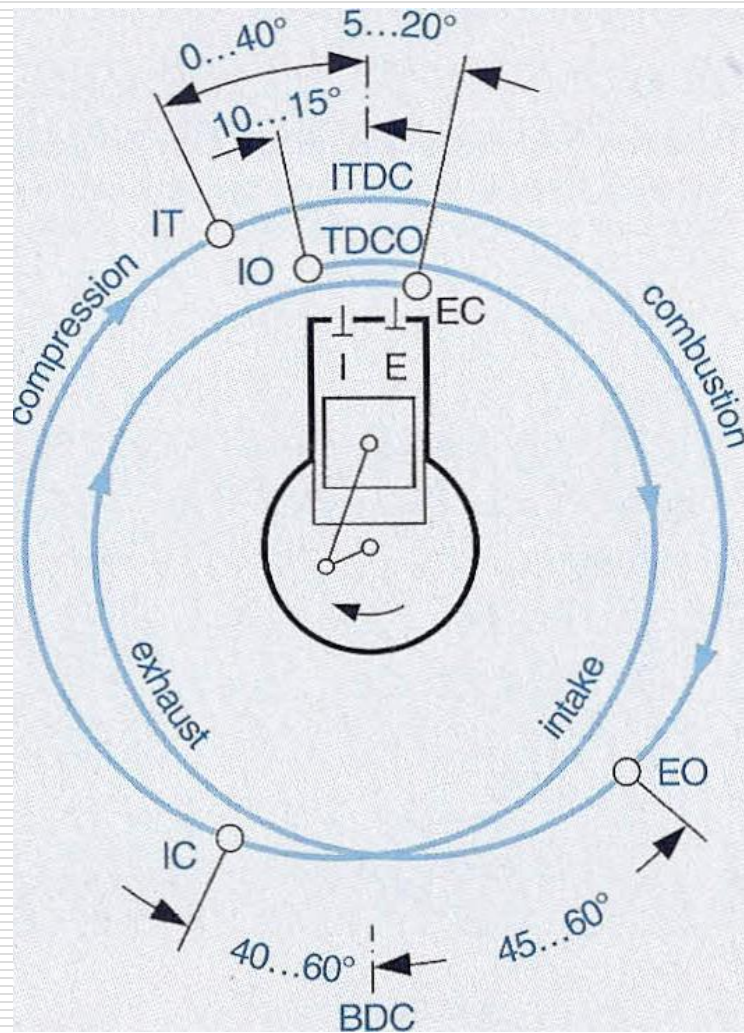 0...40°
5...20°
10...15°
ITDC
IT
TDCO
IO
EC
compression
combustion
I
E
exhaust
intake
EO
IC
40...60°
45...60°
BDC